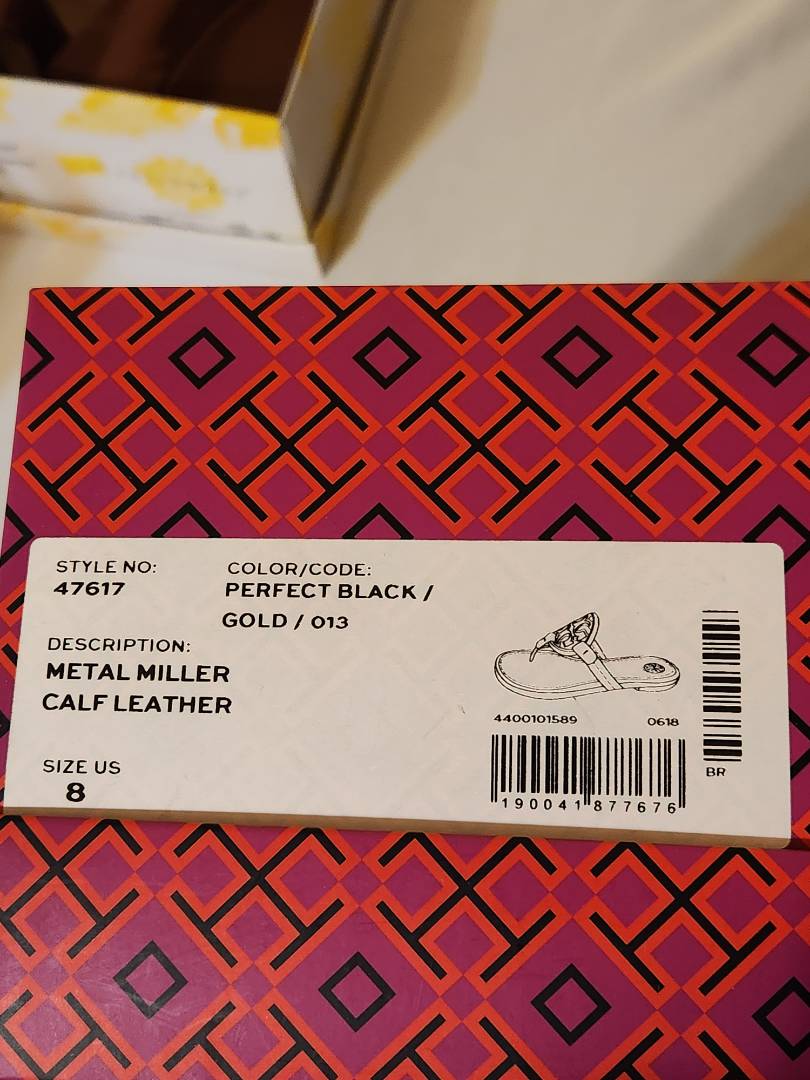 STYLE NO:
47617
COLOR/CODE:
PERFECT BLACK /
GOLD / 013
DESCRIPTION:
METAL MILLER
CALF LEATHER
SIZE US
8
4400101589 0618
190041877676
BR